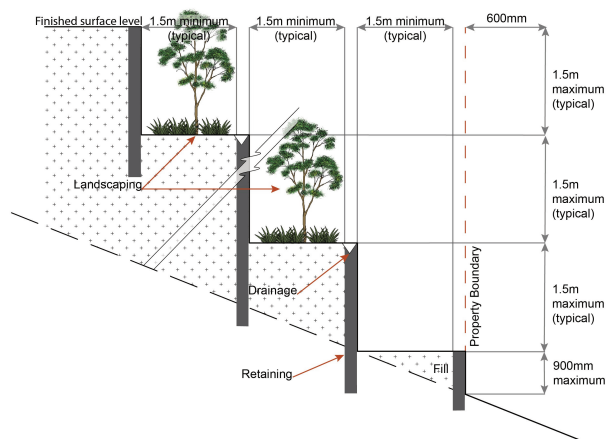 Finished surface level
1.5m minimum
(typical)
1.5m minimum
(typical)
1.5m minimum
(typical)
600mm
1.5m
maximum
(typical)
Landscaping
1.5m
maximum
(typical)
Drainage
Property Boundary
1.5m
maximum
(typical)
Retaining
Fill
900mm
maximum